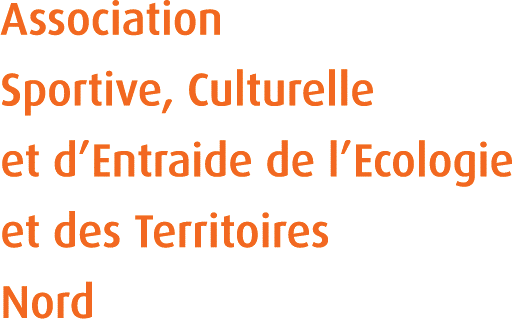 Association
Sportive, Culturelle
et d’Entraide de l’Ecologie
et des Territoires
Nord